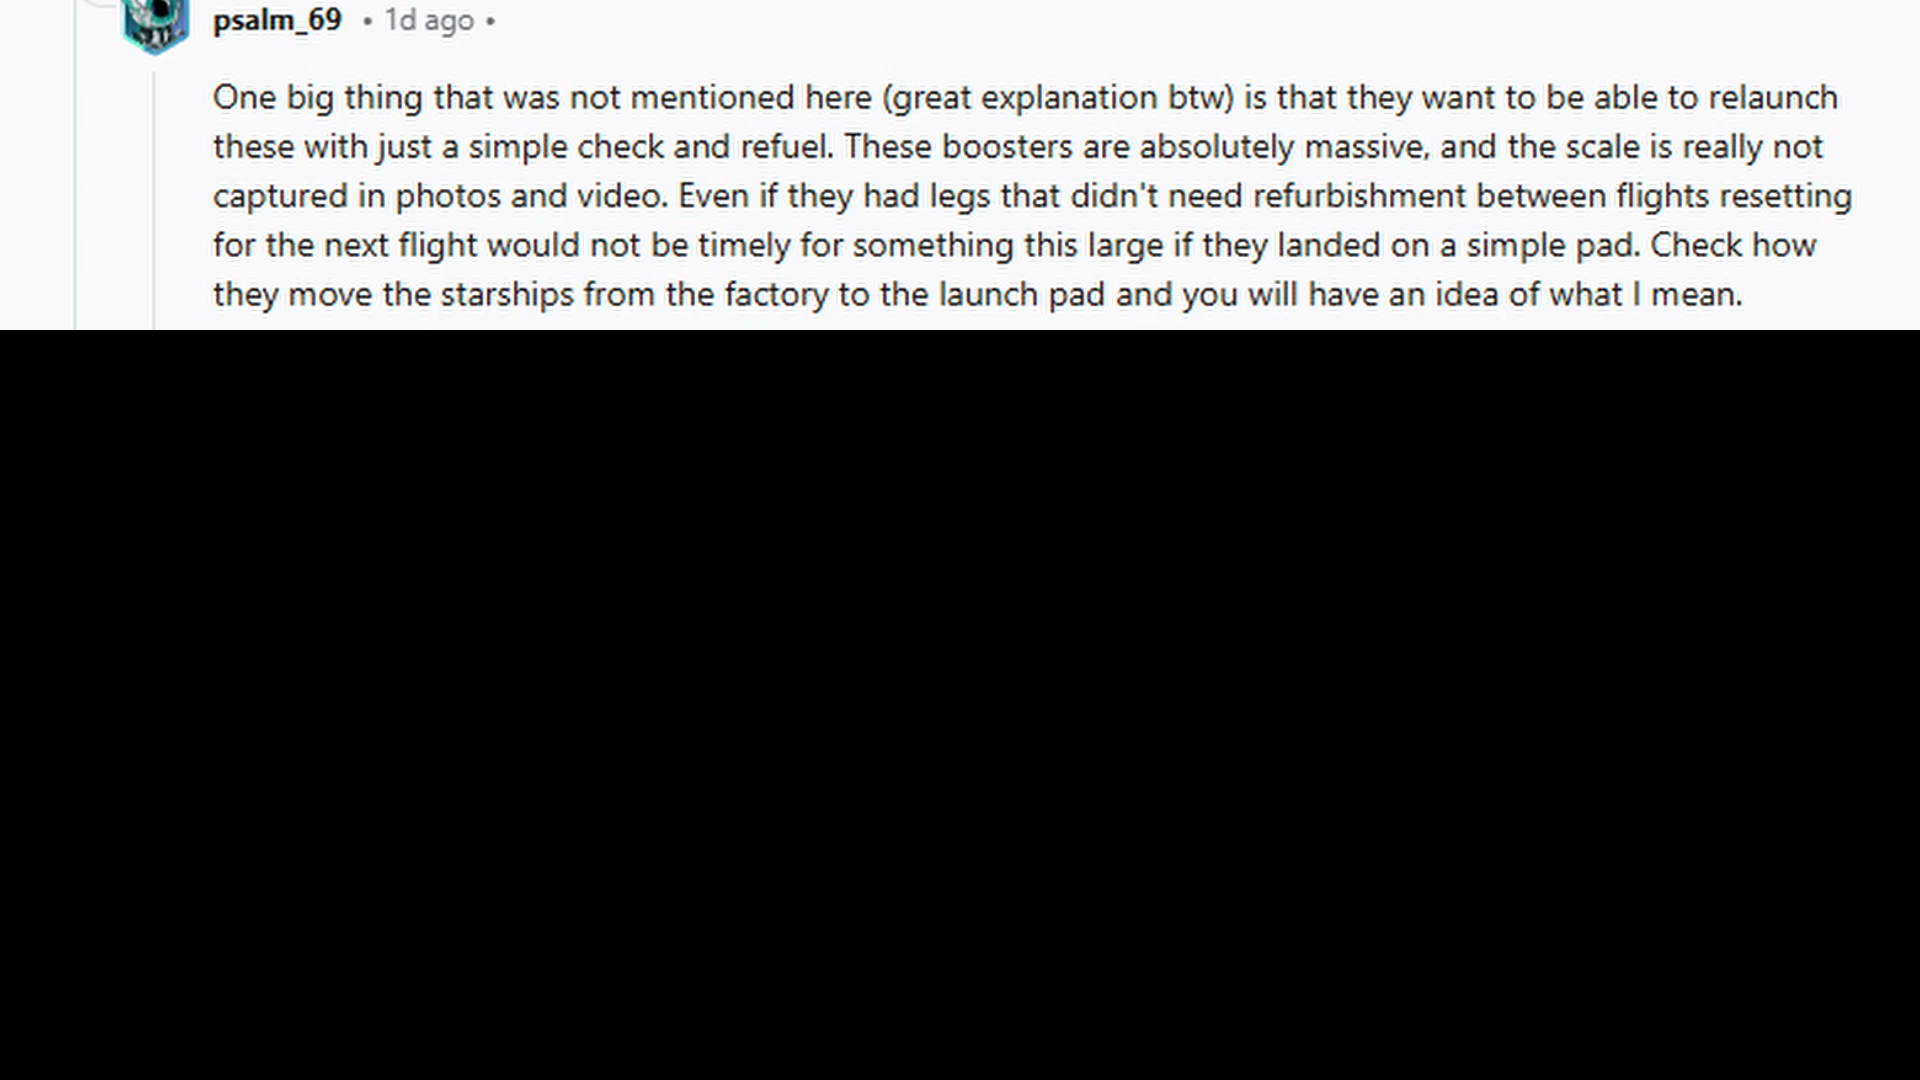 psalm_69 • 1d ago •
One big thing that was not mentioned here (great explanation btw) is that they want to be able to relaunch
these with just a simple check and refuel. These boosters are absolutely massive, and the scale is really not
captured in photos and video. Even if they had legs that didn't need refurbishment between flights resetting
for the next flight would not be timely for something this large if they landed on a simple pad. Check how
they move the starships from the factory to the launch pad and you will have an idea of what I mean.